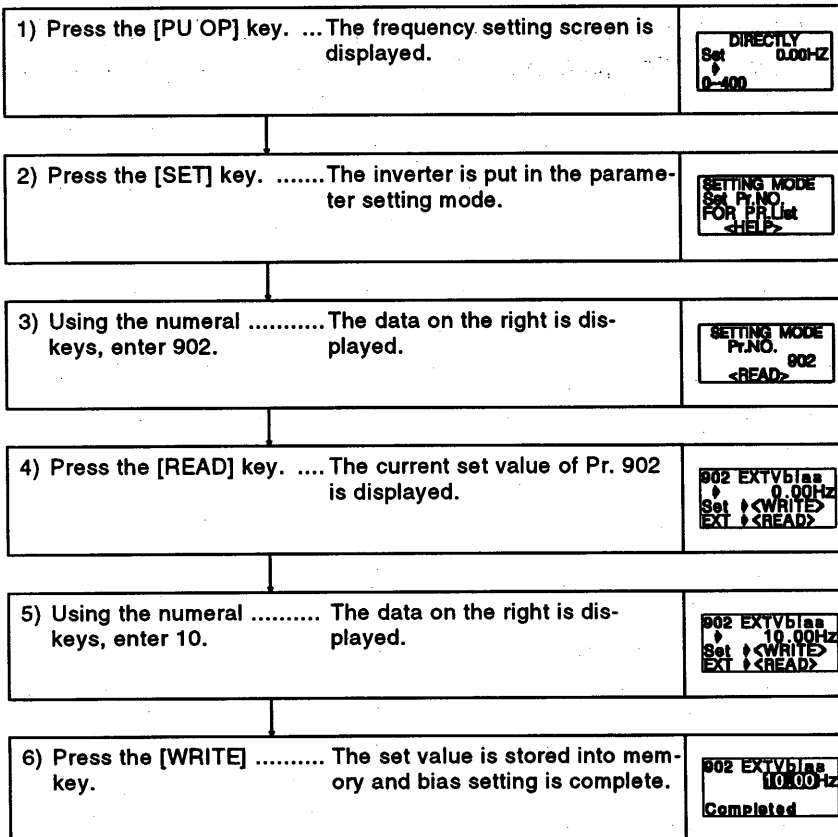 1) Press the [PU OP] key. ... The frequency setting screen is
displayed.
DIRECTLY
Set 0.00HZ
0~400
2) Press the [SET] key. ....... The inverter is put in the parame-
ter setting mode.
SETTING MODE
Set Pr.NO.
FOR PR.List
<HELP>
3) Using the numeral ........... The data on the right is dis-
keys, enter 902. played.
SETTING MODE
Pr.NO.
902
<READ>
4) Press the [READ] key. .... The current set value of Pr. 902
is displayed.
902 EXTVbias
0.00Hz
Set <WRITE>
EXT <READ>
5) Using the numeral .......... The data on the right is dis-
keys, enter 10. played.
902 EXTVbias
10.00Hz
Set <WRITE>
EXT <READ>
6) Press the [WRITE] .......... The set value is stored into mem-
key. ory and bias setting is complete.
902 EXTVbias
10.00Hz
Completed